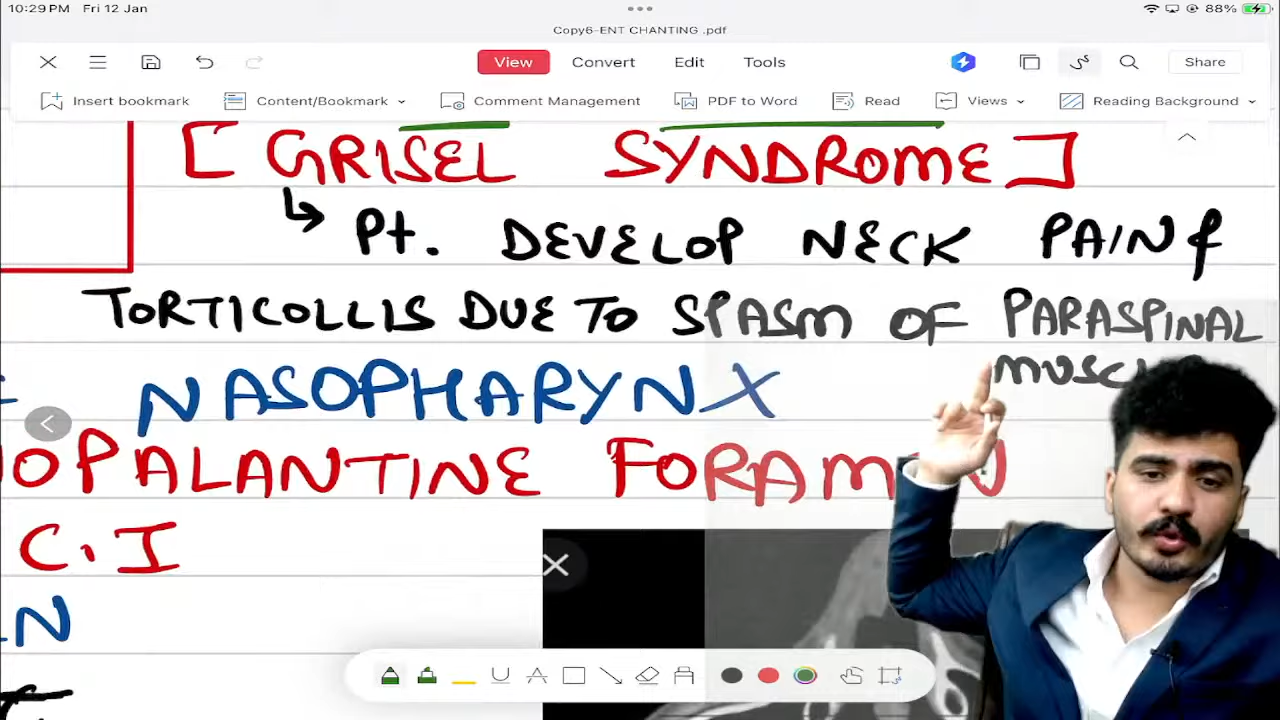 10:29 PM Fri 12 Jan
88%
Copy6-ENT CHANTING .pdf
View Convert Edit Tools Share
Insert bookmark Content/Bookmark Comment Management PDF to Word Read Views Reading Background
[GRISEL SYNDROME]
↳ Pt. DEVELOP NECK PAIN &
TORTICOLLIS DUE TO SPASM OF PARASPINAL
NASOPHARYNX
OPALANTINE FORAMEN
C.I
N